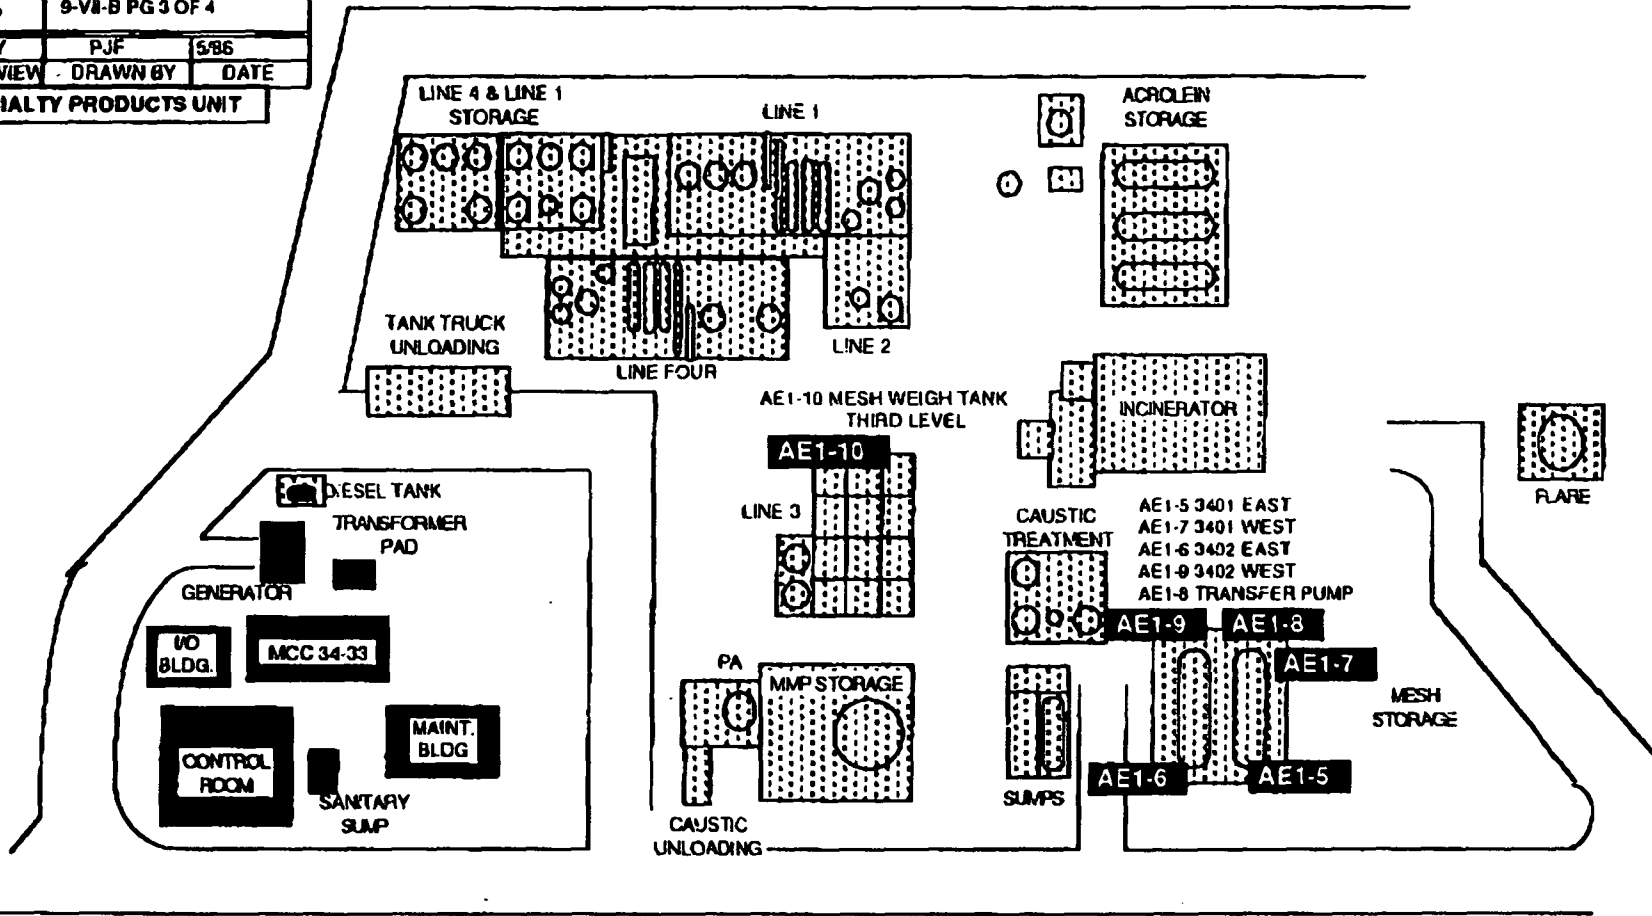 9-VII-B PG 3 OF 4
PJF
5/86
DRAWN BY
DATE
IALTY PRODUCTS UNIT
LINE 4 & LINE 1
STORAGE
LINE 1
ACROLEIN
STORAGE
TANK TRUCK
UNLOADING
LINE FOUR
LINE 2
AE1-10 MESH WEIGH TANK
THIRD LEVEL
AE1-10
INCINERATOR
FLARE
DIESEL TANK
TRANSFORMER
PAD
LINE 3
CAUSTIC
TREATMENT
AE1-5 3401 EAST
AE1-7 3401 WEST
AE1-6 3402 EAST
AE1-9 3402 WEST
AE1-8 TRANSFER PUMP
GENERATOR
I/O
BLDG.
MCC 34-33
AE1-9
AE1-8
AE1-7
PA
MMP STORAGE
MESH
STORAGE
CONTROL
ROOM
MAINT.
BLDG
SANITARY
SUMP
SUMPS
AE1-6
AE1-5
CAUSTIC
UNLOADING